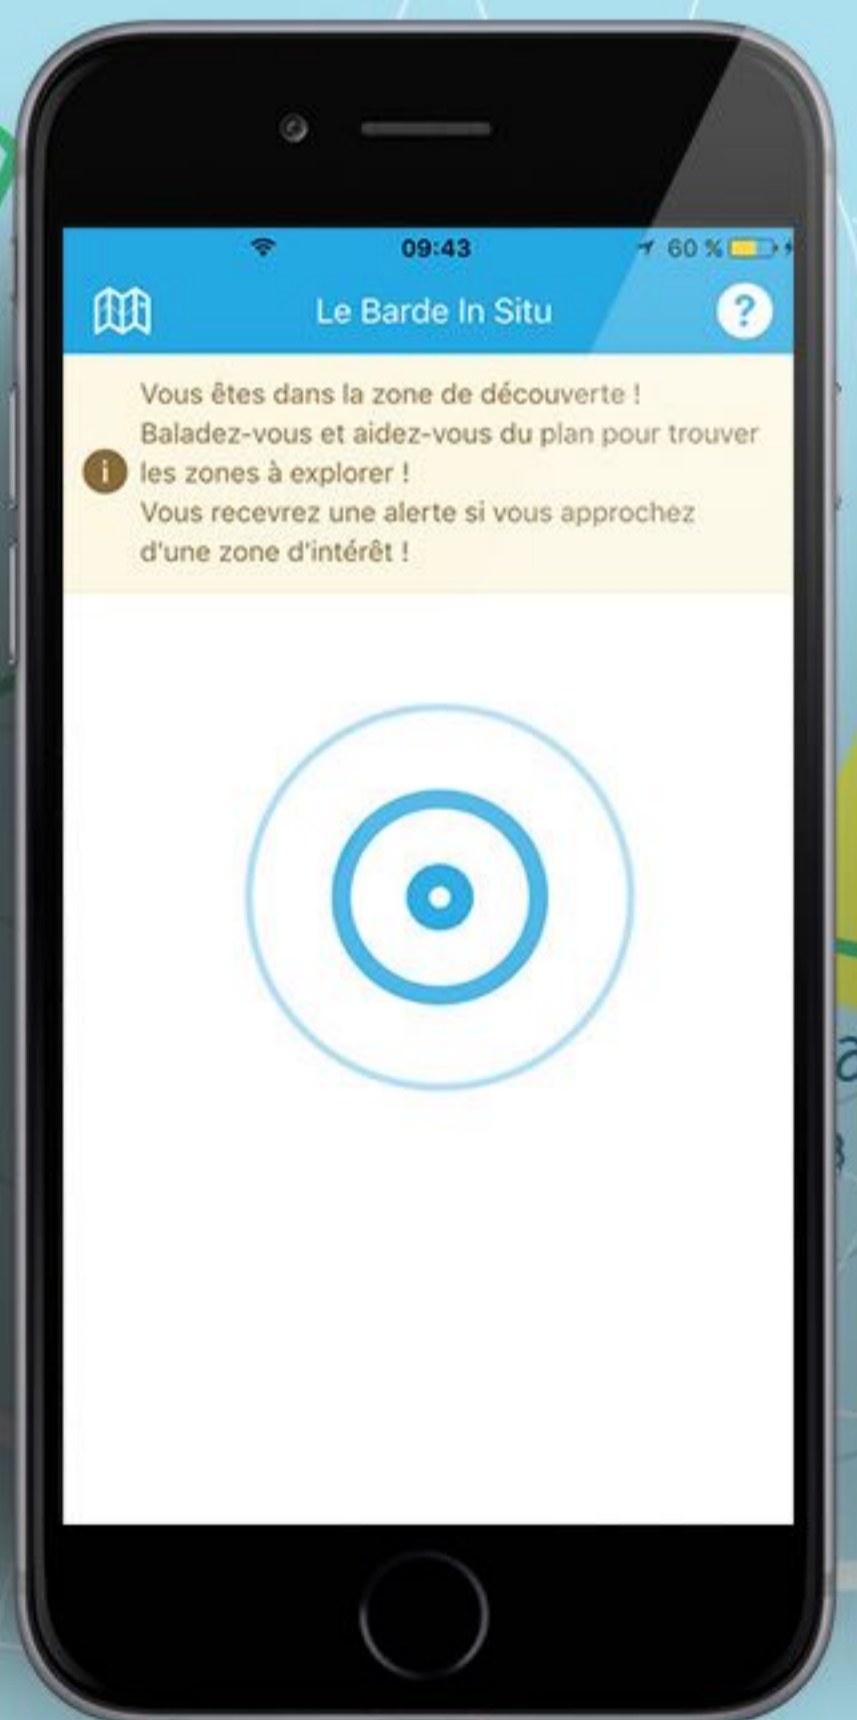 09:43
60 %
Le Barde In Situ
?
Vous êtes dans la zone de découverte !
Baladez-vous et aidez-vous du plan pour trouver
i
les zones à explorer !
Vous recevrez une alerte si vous approchez
d'une zone d'intérêt !